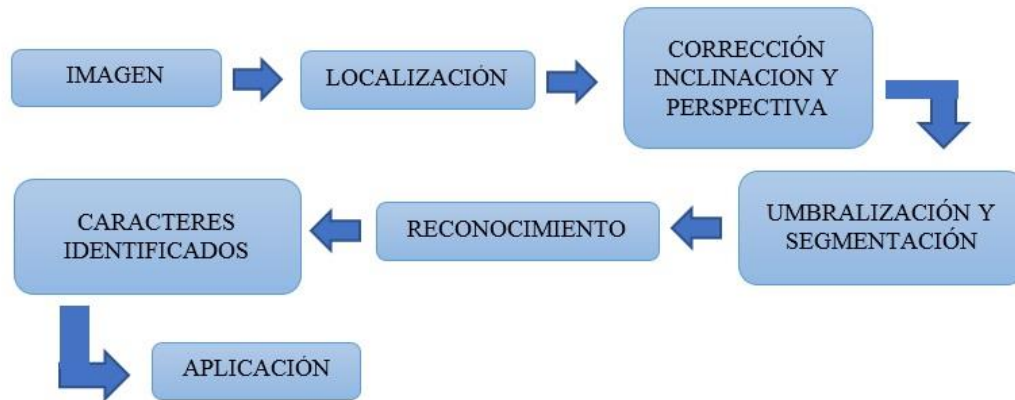 IMAGEN
LOCALIZACIÓN
CORRECCIÓN
INCLINACION Y
PERSPECTIVA
UMBRALIZACIÓN Y
SEGMENTACIÓN
RECONOCIMIENTO
CARACTERES
IDENTIFICADOS
APLICACIÓN